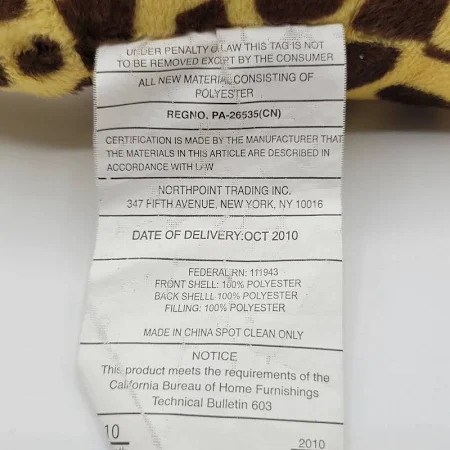 UNDER PENALTY O LAW THIS TAG IS NOT
TO BE REMOVED EXCEPT BY THE CONSUMER
ALL NEW MATERIAL CONSISTING OF
POLYESTER
REGNO. PA-26535(CN)
CERTIFICATION IS MADE BY THE MANUFACTURER THAT
THE MATERIALS IN THIS ARTICLE ARE DESCRIBED IN
ACCORDANCE WITH LAW
NORTHPOINT TRADING INC.
347 FIFTH AVENUE, NEW YORK, NY 10016
DATE OF DELIVERY:OCT 2010
FEDERAL RN: 111943
FRONT SHELL: 100% POLYESTER
BACK SHELLL 100% POLYESTER
FILLING: 100% POLYESTER
MADE IN CHINA SPOT CLEAN ONLY
NOTICE
This product meets the requirements of the
California Bureau of Home Furnishings
Technical Bulletin 603
10 2010